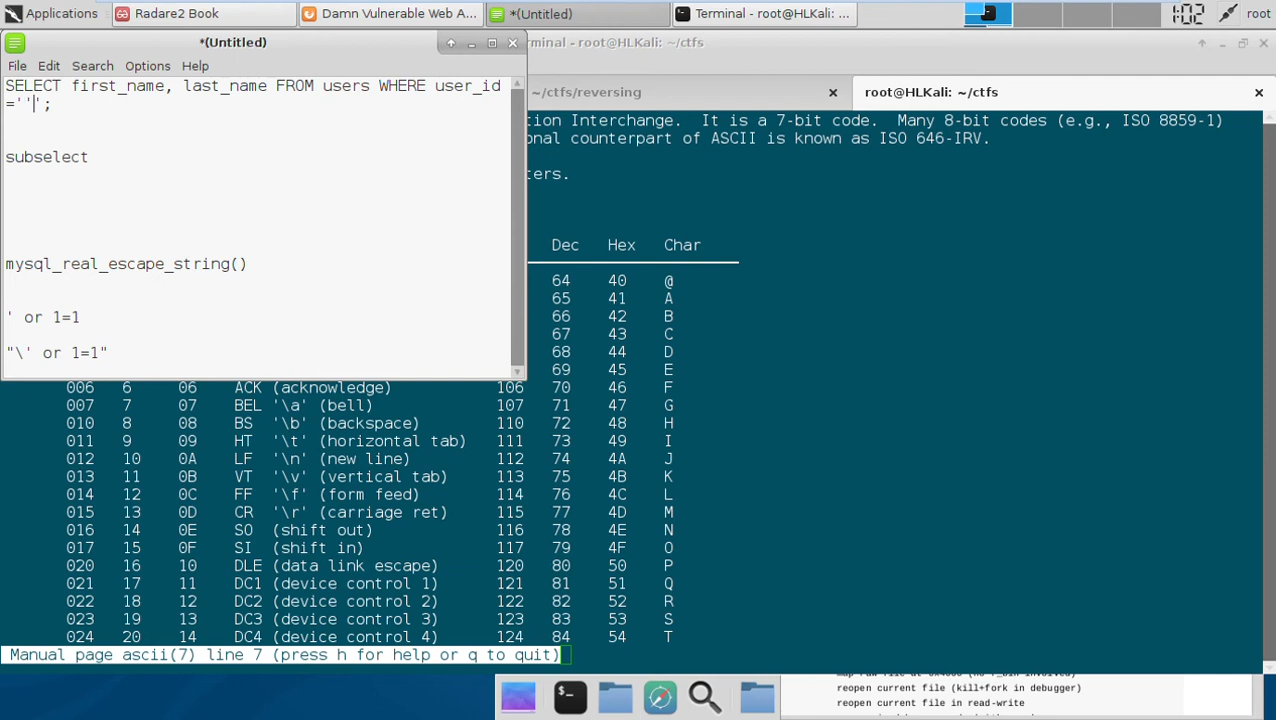 Applications
Radare2 Book
Damn Vulnerable Web A...
*(Untitled)
Terminal - root@HLKali: ...
1:02
root
*(Untitled)
erminal - root@HLKali: ~/ctfs
File Edit Search Options Help
SELECT first_name, last_name FROM users WHERE user_id
=''';
subselect
mysql_real_escape_string()
' or 1=1
"\' or 1=1"
~/ctfs/reversing
root@HLKali: ~/ctfs
tion Interchange. It is a 7-bit code. Many 8-bit codes (e.g., ISO 8859-1)
onal counterpart of ASCII is known as ISO 646-IRV.
ters.
Dec Hex Char
64 40 @
65 41 A
66 42 B
67 43 C
68 44 D
69 45 E
006 6 06 ACK (acknowledge) 106 70 46 F
007 7 07 BEL '\a' (bell) 107 71 47 G
010 8 08 BS '\b' (backspace) 110 72 48 H
011 9 09 HT '\t' (horizontal tab) 111 73 49 I
012 10 0A LF '\n' (new line) 112 74 4A J
013 11 0B VT '\v' (vertical tab) 113 75 4B K
014 12 0C FF '\f' (form feed) 114 76 4C L
015 13 0D CR '\r' (carriage ret) 115 77 4D M
016 14 0E SO (shift out) 116 78 4E N
017 15 0F SI (shift in) 117 79 4F O
020 16 10 DLE (data link escape) 120 80 50 P
021 17 11 DC1 (device control 1) 121 81 51 Q
022 18 12 DC2 (device control 2) 122 82 52 R
023 19 13 DC3 (device control 3) 123 83 53 S
024 20 14 DC4 (device control 4) 124 84 54 T
Manual page ascii(7) line 7 (press h for help or q to quit)
reopen current file (kill+fork in debugger)
reopen current file in read-write